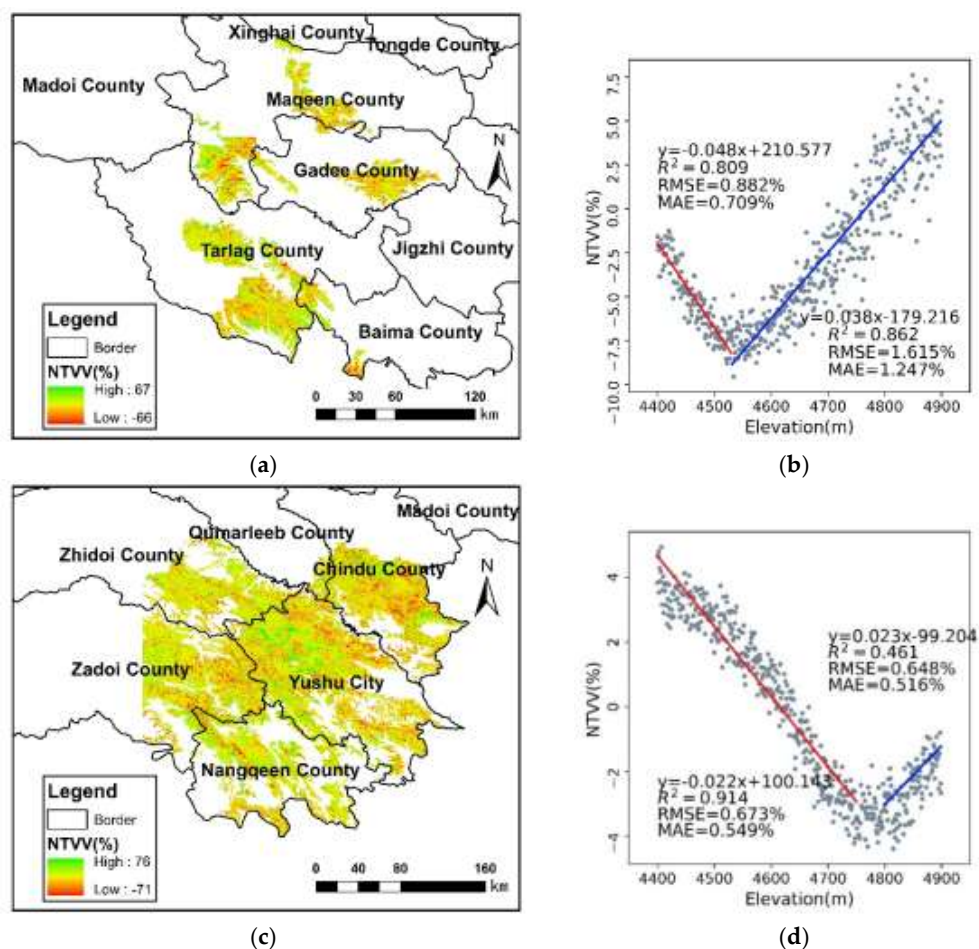 Xinghai County
Tongde County
Madoi County
Maqeen County
N
Gadee County
Tarlag County
Jigzhi County
Baima County
Legend
Border
NTVV(%)
High : 67
Low : -66
0 30 60 120
km
(a)
NTVV(%)
7.5
5.0
2.5
0.0
−2.5
−5.0
−7.5
−10.0
y=-0.048x+210.577
R² = 0.809
RMSE=0.882%
MAE=0.709%
y=0.038x-179.216
R² = 0.862
RMSE=1.615%
MAE=1.247%
4400 4500 4600 4700 4800 4900
Elevation(m)
(b)
Madoi County
Qumarleeb County
Zhidoi County
Chindu County
N
Zadoi County
Yushu City
Nangqeen County
Legend
Border
NTVV(%)
High : 76
Low : -71
0 20 40 80 120 160
km
(c)
NTVV(%)
4
2
0
−2
−4
y=0.023x-99.204
R² = 0.461
RMSE=0.648%
MAE=0.516%
y=-0.022x+100.143
R² = 0.914
RMSE=0.673%
MAE=0.549%
4400 4500 4600 4700 4800 4900
Elevation(m)
(d)